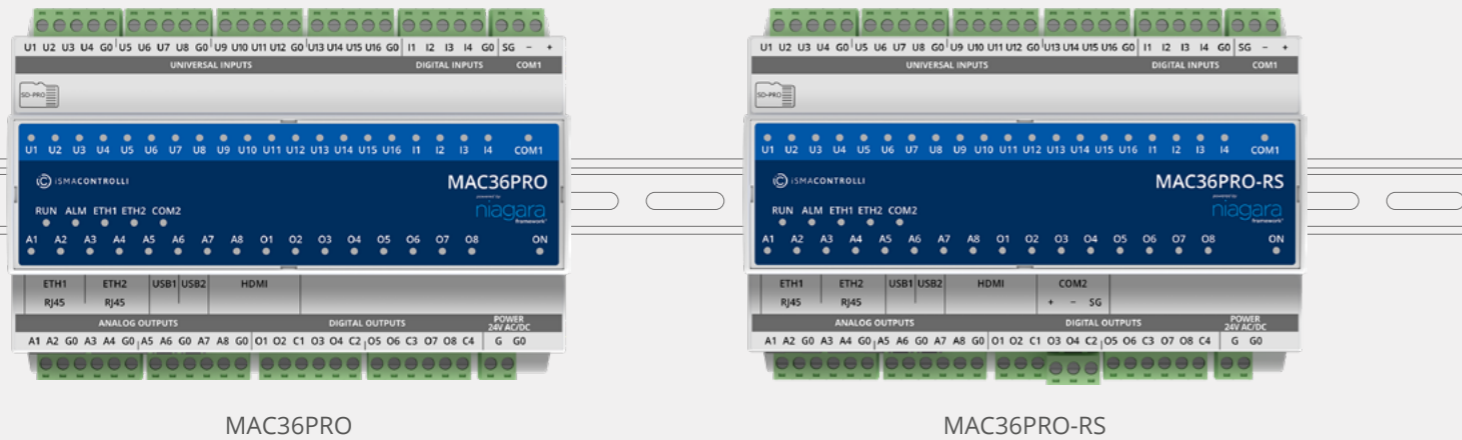 U1 U2 U3 U4 G0 U5 U6 U7 U8 G0 U9 U10 U11 U12 G0 U13 U14 U15 U16 G0 I1 I2 I3 I4 G0 SG - +
UNIVERSAL INPUTS DIGITAL INPUTS COM1
SD-PRO
U1 U2 U3 U4 U5 U6 U7 U8 U9 U10 U11 U12 U13 U14 U15 U16 I1 I2 I3 I4 COM1
iSMACONTROLLI MAC36PRO
powered by
RUN ALM ETH1 ETH2 COM2 niagara
framework
A1 A2 A3 A4 A5 A6 A7 A8 O1 O2 O3 O4 O5 O6 O7 O8 ON
ETH1 ETH2 USB1 USB2 HDMI
RJ45 RJ45
ANALOG OUTPUTS DIGITAL OUTPUTS POWER
24V AC/DC
A1 A2 G0 A3 A4 G0 A5 A6 G0 A7 A8 G0 O1 O2 C1 O3 O4 C2 O5 O6 C3 O7 O8 C4 G G0
MAC36PRO
U1 U2 U3 U4 G0 U5 U6 U7 U8 G0 U9 U10 U11 U12 G0 U13 U14 U15 U16 G0 I1 I2 I3 I4 G0 SG - +
UNIVERSAL INPUTS DIGITAL INPUTS COM1
SD-PRO
U1 U2 U3 U4 U5 U6 U7 U8 U9 U10 U11 U12 U13 U14 U15 U16 I1 I2 I3 I4 COM1
iSMACONTROLLI MAC36PRO-RS
powered by
RUN ALM ETH1 ETH2 COM2 niagara
framework
A1 A2 A3 A4 A5 A6 A7 A8 O1 O2 O3 O4 O5 O6 O7 O8 ON
ETH1 ETH2 USB1 USB2 HDMI COM2
RJ45 RJ45 + - SG
ANALOG OUTPUTS DIGITAL OUTPUTS POWER
24V AC/DC
A1 A2 G0 A3 A4 G0 A5 A6 G0 A7 A8 G0 O1 O2 C1 O3 O4 C2 O5 O6 C3 O7 O8 C4 G G0
MAC36PRO-RS